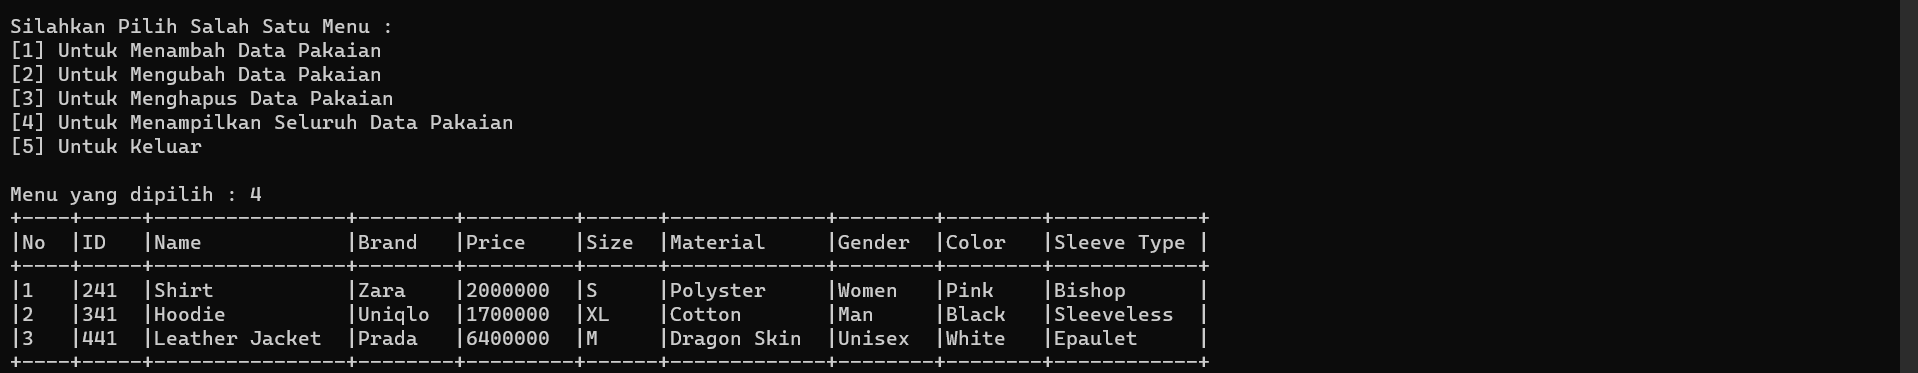 Silahkan Pilih Salah Satu Menu :
[1] Untuk Menambah Data Pakaian
[2] Untuk Mengubah Data Pakaian
[3] Untuk Menghapus Data Pakaian
[4] Untuk Menampilkan Seluruh Data Pakaian
[5] Untuk Keluar

Menu yang dipilih : 4
+----+-----+----------------+--------+---------+------+-------------+--------+--------+------------+
|No  |ID   |Name            |Brand   |Price    |Size  |Material     |Gender  |Color   |Sleeve Type |
+----+-----+----------------+--------+---------+------+-------------+--------+--------+------------+
|1   |241  |Shirt           |Zara    |2000000  |S     |Polyster     |Women   |Pink    |Bishop      |
|2   |341  |Hoodie          |Uniqlo  |1700000  |XL    |Cotton       |Man     |Black   |Sleeveless  |
|3   |441  |Leather Jacket  |Prada   |6400000  |M     |Dragon Skin  |Unisex  |White   |Epaulet     |
+----+-----+----------------+--------+---------+------+-------------+--------+--------+------------+